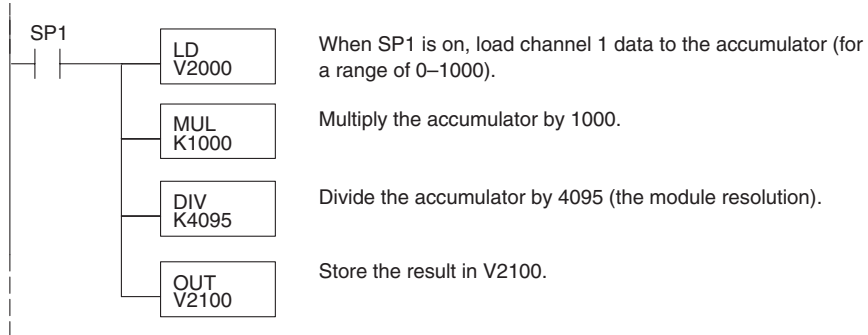 SP1
LD
V2000
When SP1 is on, load channel 1 data to the accumulator (for
a range of 0–1000).
MUL
K1000
Multiply the accumulator by 1000.
DIV
K4095
Divide the accumulator by 4095 (the module resolution).
OUT
V2100
Store the result in V2100.